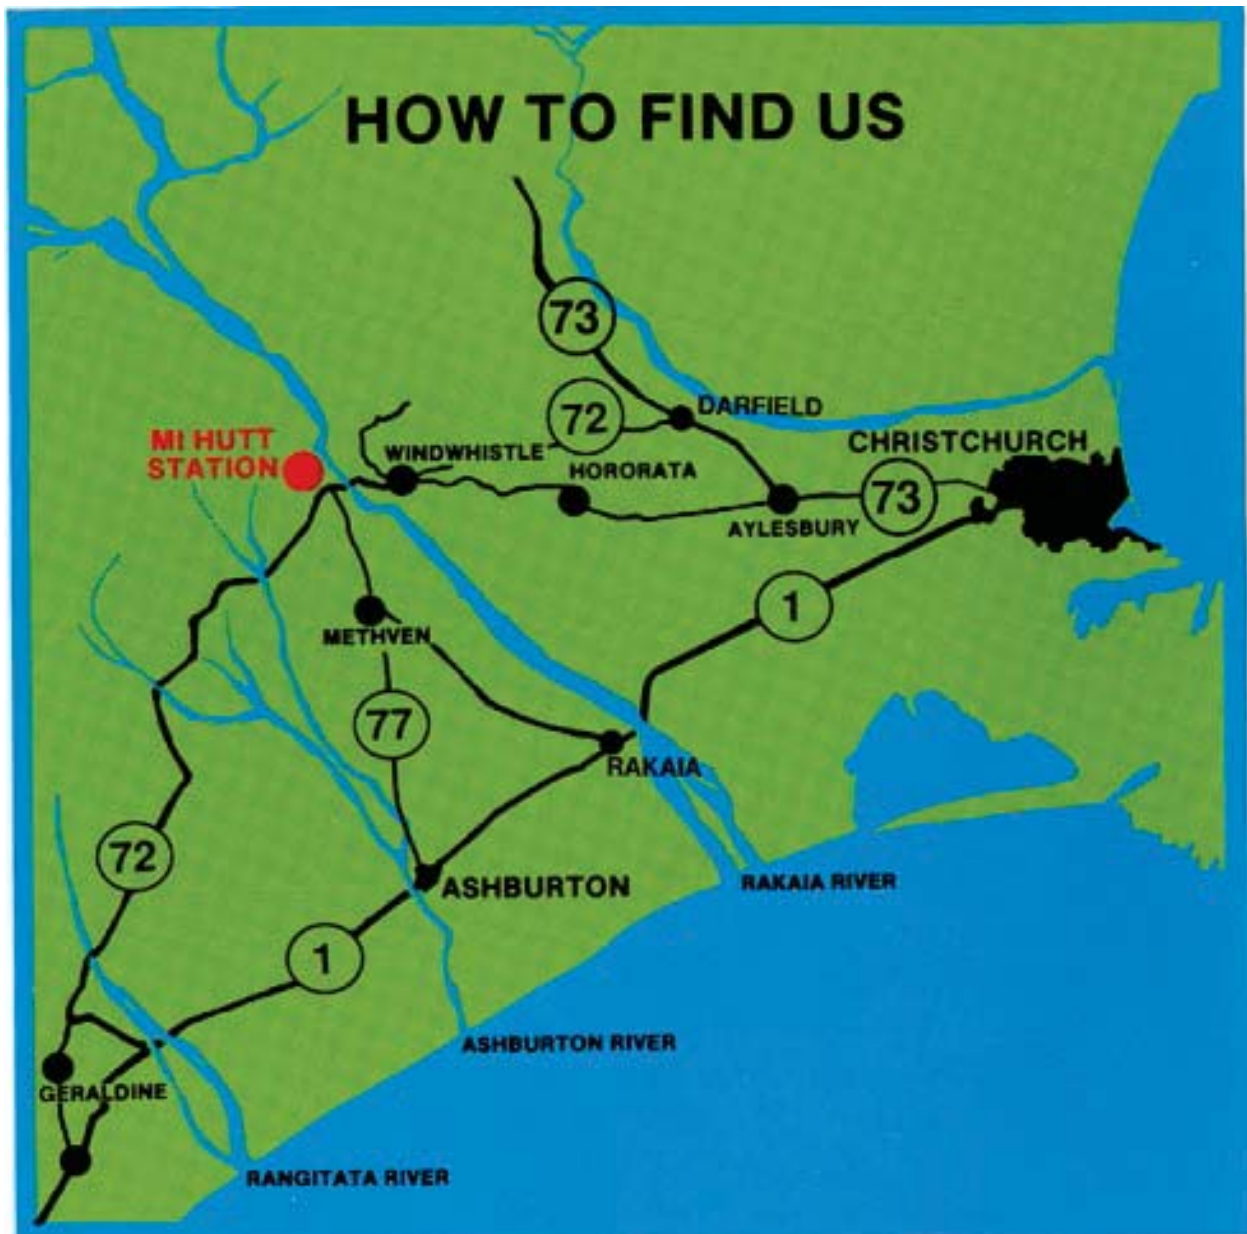 HOW TO FIND US
73
72
DARFIELD
MT HUTT
STATION
WINDWHISTLE
HORORATA
CHRISTCHURCH
73
AYLESBURY
1
METHVEN
77
RAKAIA
72
ASHBURTON
RAKAIA RIVER
1
ASHBURTON RIVER
GERALDINE
RANGITATA RIVER